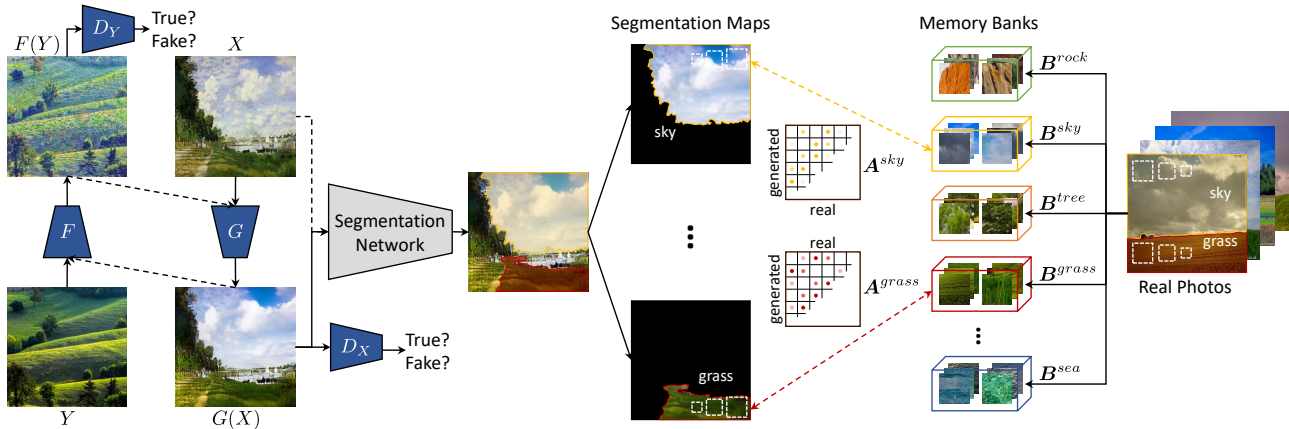 F(Y)
D_Y
True?
Fake?
X
F
G
Y
G(X)
D_X
True?
Fake?
Segmentation
Network
Segmentation Maps
sky
grass
generated
A^{sky}
real
real
generated
A^{grass}
Memory Banks
B^{rock}
B^{sky}
B^{tree}
B^{grass}
B^{sea}
sky
grass
Real Photos